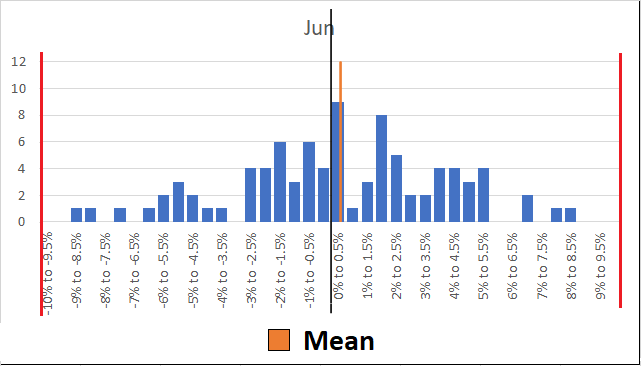 Jun
12
10
8
6
4
2
0
-10% to -9.5%
-9% to -8.5%
-8% to -7.5%
-7% to -6.5%
-6% to -5.5%
-5% to -4.5%
-4% to -3.5%
-3% to -2.5%
-2% to -1.5%
-1% to -0.5%
0% to 0.5%
1% to 1.5%
2% to 2.5%
3% to 3.5%
4% to 4.5%
5% to 5.5%
6% to 6.5%
7% to 7.5%
8% to 8.5%
9% to 9.5%
Mean